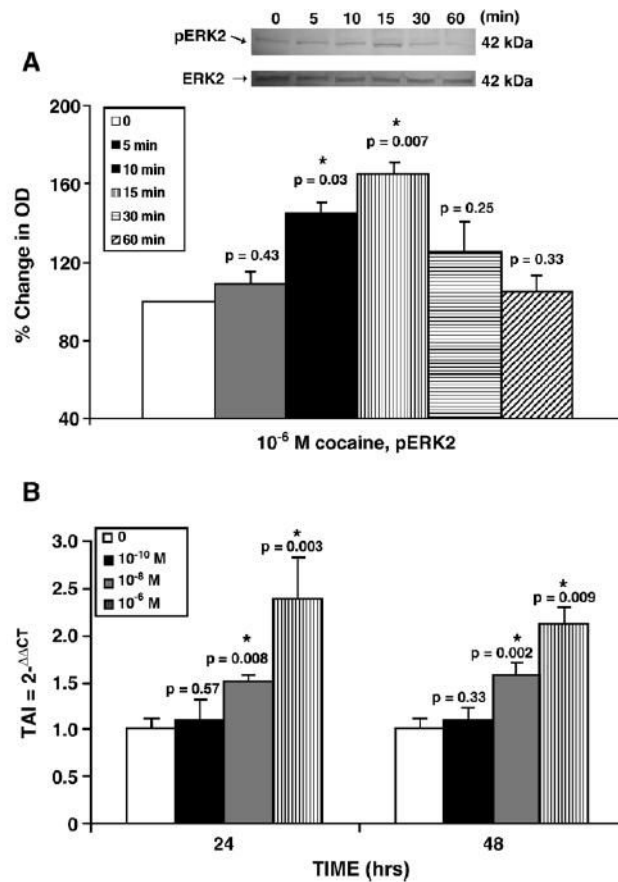 0 5 10 15 30 60 (min)
pERK2
42 kDa
ERK2
42 kDa
A
200
160
120
80
40
% Change in OD
0
5 min
10 min
15 min
30 min
60 min
p = 0.43
*
p = 0.03
*
p = 0.007
p = 0.25
p = 0.33
10⁻⁶ M cocaine, pERK2
B
3.0
2.5
2.0
1.5
1.0
0.5
0
TAI = 2-ΔΔCT
0
10⁻¹⁰ M
10⁻⁸ M
10⁻⁶ M
p = 0.57
*
p = 0.008
*
p = 0.003
p = 0.33
*
p = 0.002
*
p = 0.009
24 48
TIME (hrs)